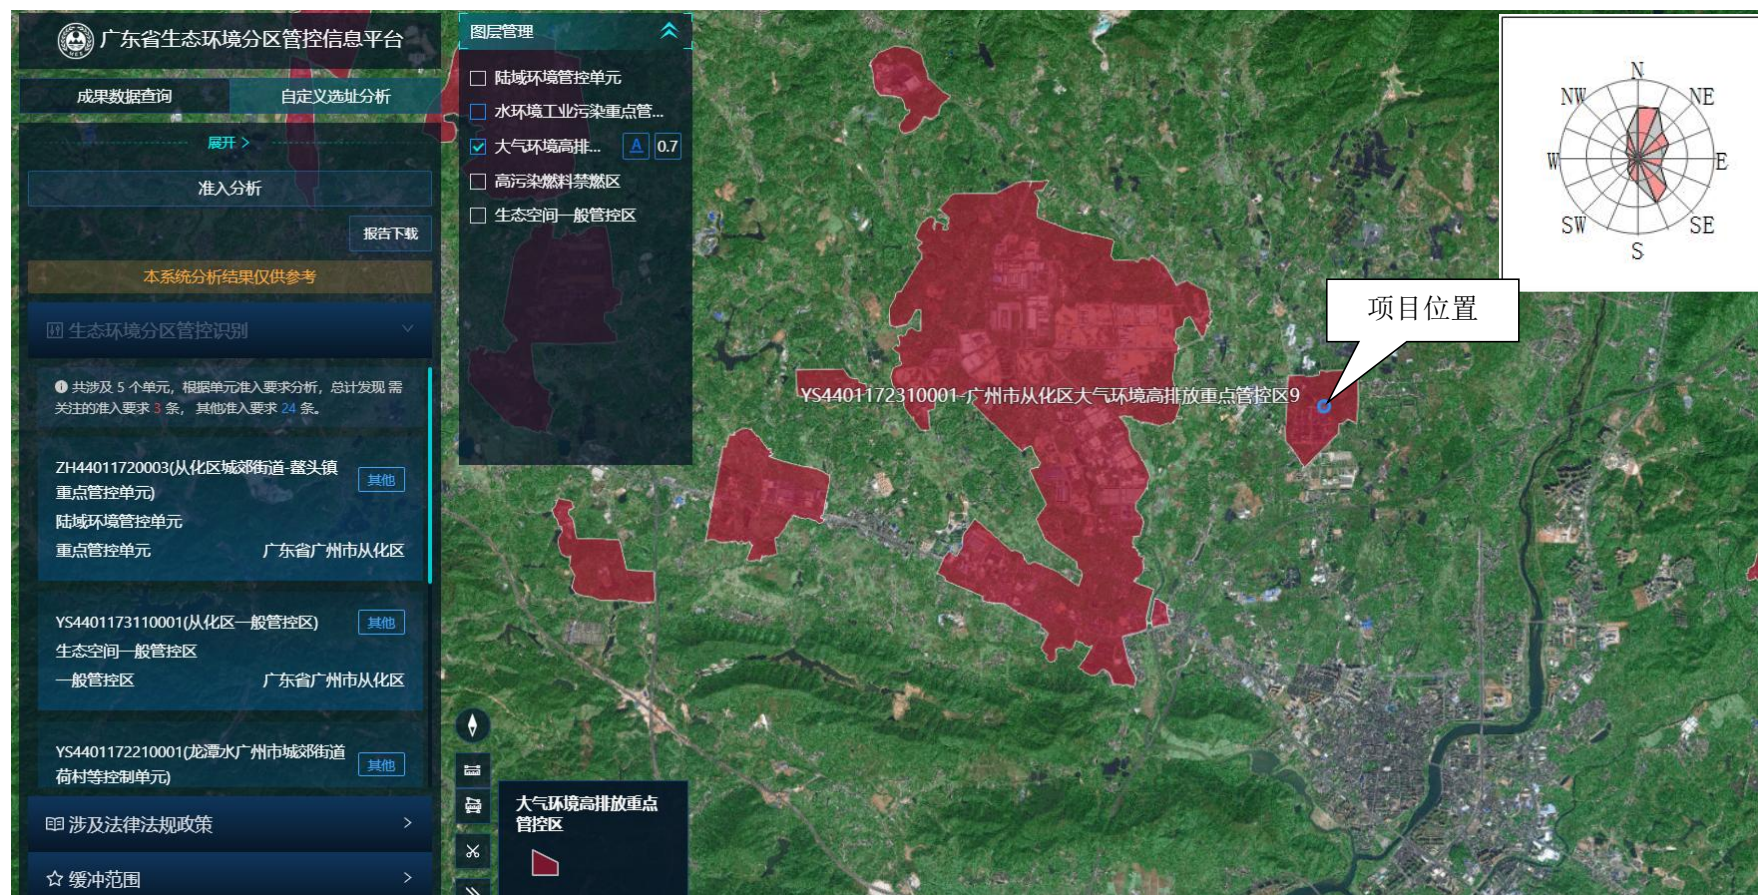 广东省生态环境分区管控信息平台
成果数据查询
自定义选址分析
展开 >
准入分析
报告下载
本系统分析结果仅供参考
生态环境分区管控识别
共涉及 5 个单元，根据单元准入要求分析，总计发现 需
关注的准入要求 3 条， 其他准入要求 24 条。
ZH44011720003(从化区城郊街道-鳌头镇
重点管控单元)
其他
陆域环境管控单元
重点管控单元
广东省广州市从化区
YS4401173110001(从化区一般管控区)
其他
生态空间一般管控区
一般管控区
广东省广州市从化区
YS4401172210001(龙潭水广州市城郊街道
荷村等控制单元)
其他
涉及法律法规政策
缓冲范围
图层管理
陆域环境管控单元
水环境工业污染重点管...
大气环境高排...
A
0.7
高污染燃料禁燃区
生态空间一般管控区
YS4401172310001-广州市从化区大气环境高排放重点管控区9
项目位置
N
NW
NE
W
E
SW
SE
S
大气环境高排放重点
管控区